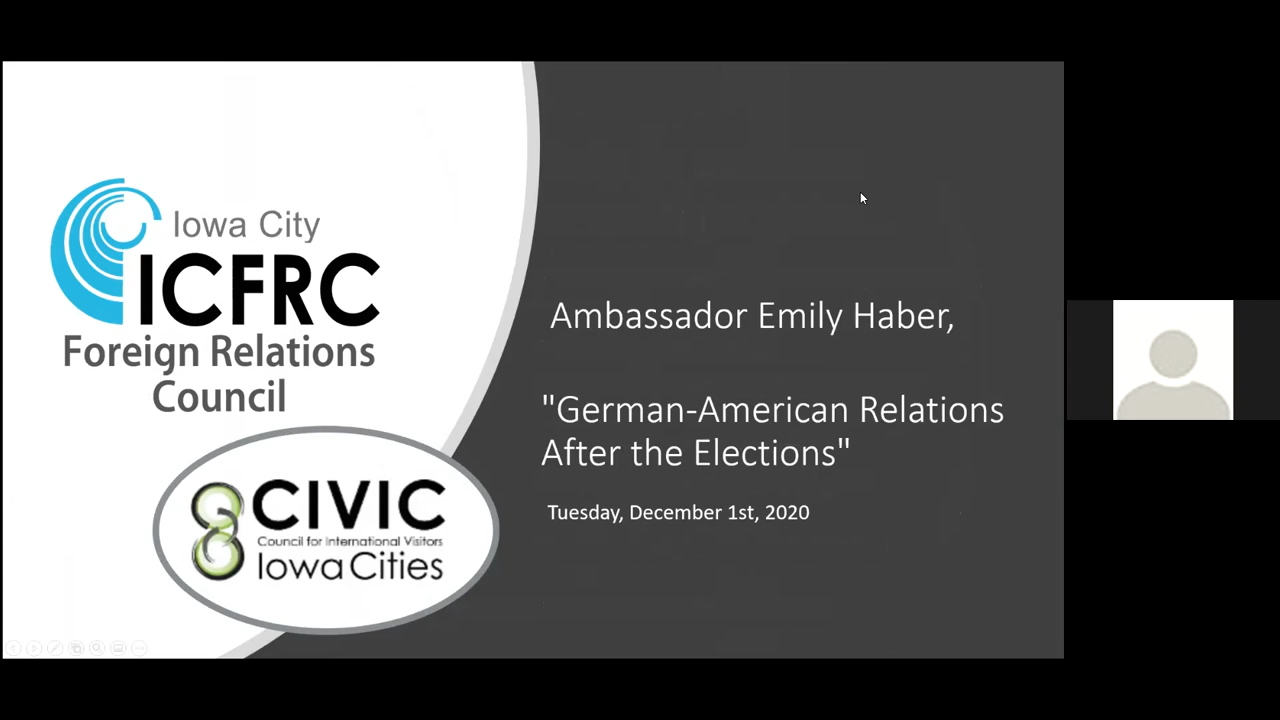 Iowa City
ICFRC
Foreign Relations
Council
CIVIC
Council for International Visitors
Iowa Cities
Ambassador Emily Haber,
"German-American Relations
After the Elections"
Tuesday, December 1st, 2020